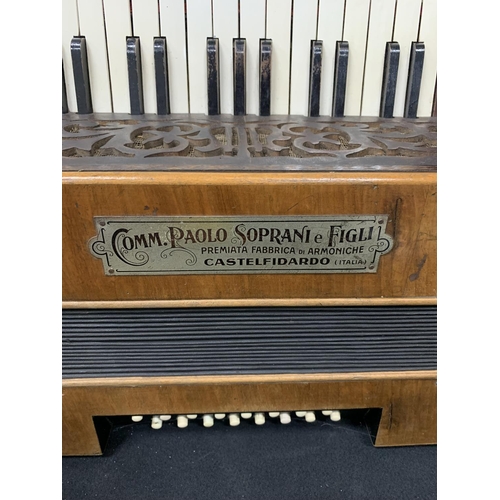 COMM. PAOLO SOPRANI e FIGLI
PREMIATA FABBRICA DI ARMONICHE
CASTELFIDARDO (ITALIA)